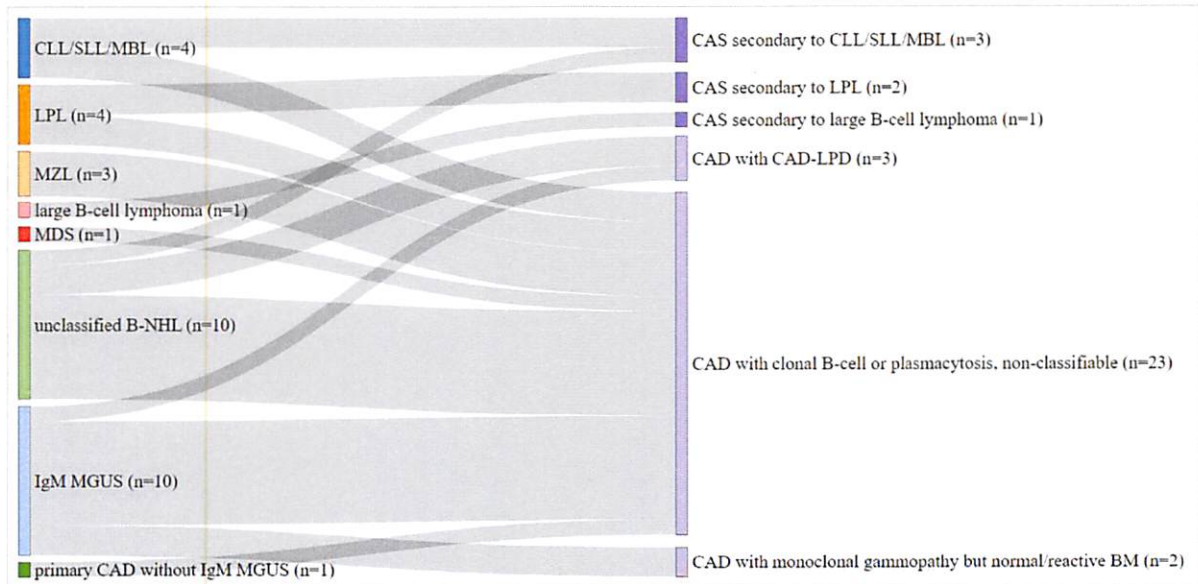 CLL/SLL/MBL (n=4)
LPL (n=4)
MZL (n=3)
large B-cell lymphoma (n=1)
MDS (n=1)
unclassified B-NHL (n=10)
IgM MGUS (n=10)
primary CAD without IgM MGUS (n=1)
CAS secondary to CLL/SLL/MBL (n=3)
CAS secondary to LPL (n=2)
CAS secondary to large B-cell lymphoma (n=1)
CAD with CAD-LPD (n=3)
CAD with clonal B-cell or plasmacytosis, non-classifiable (n=23)
CAD with monoclonal gammopathy but normal/reactive BM (n=2)